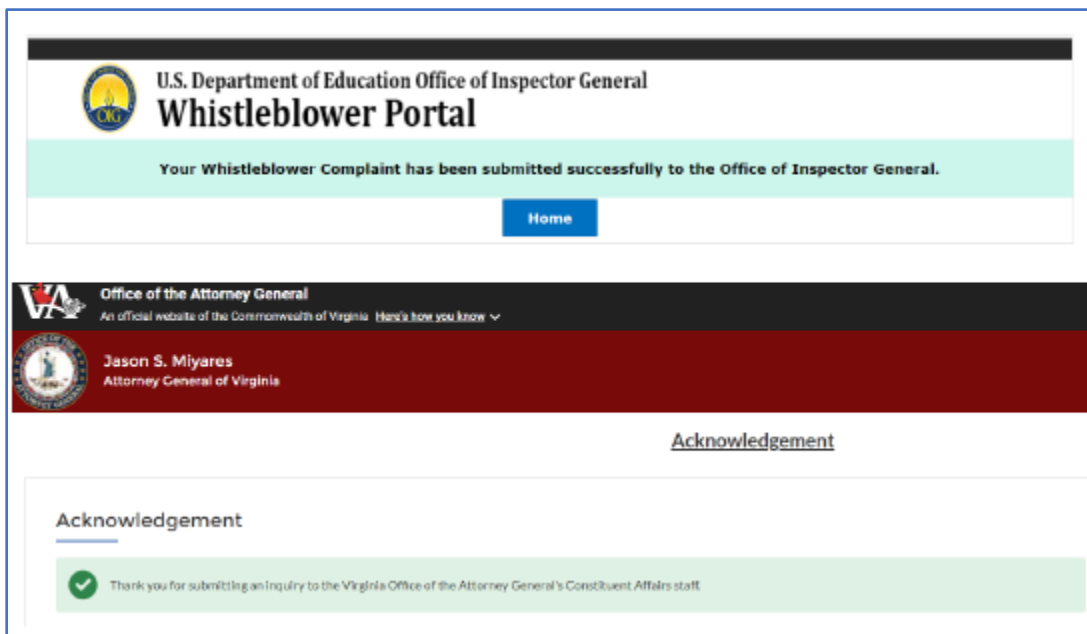 OIG
U.S. Department of Education Office of Inspector General
Whistleblower Portal
Your Whistleblower Complaint has been submitted successfully to the Office of Inspector General.
Home
VA
Office of the Attorney General
An official website of the Commonwealth of Virginia Here's how you know
Jason S. Miyares
Attorney General of Virginia
Acknowledgement
Acknowledgement
Thank you for submitting an inquiry to the Virginia Office of the Attorney General's Constituent Affairs staff.